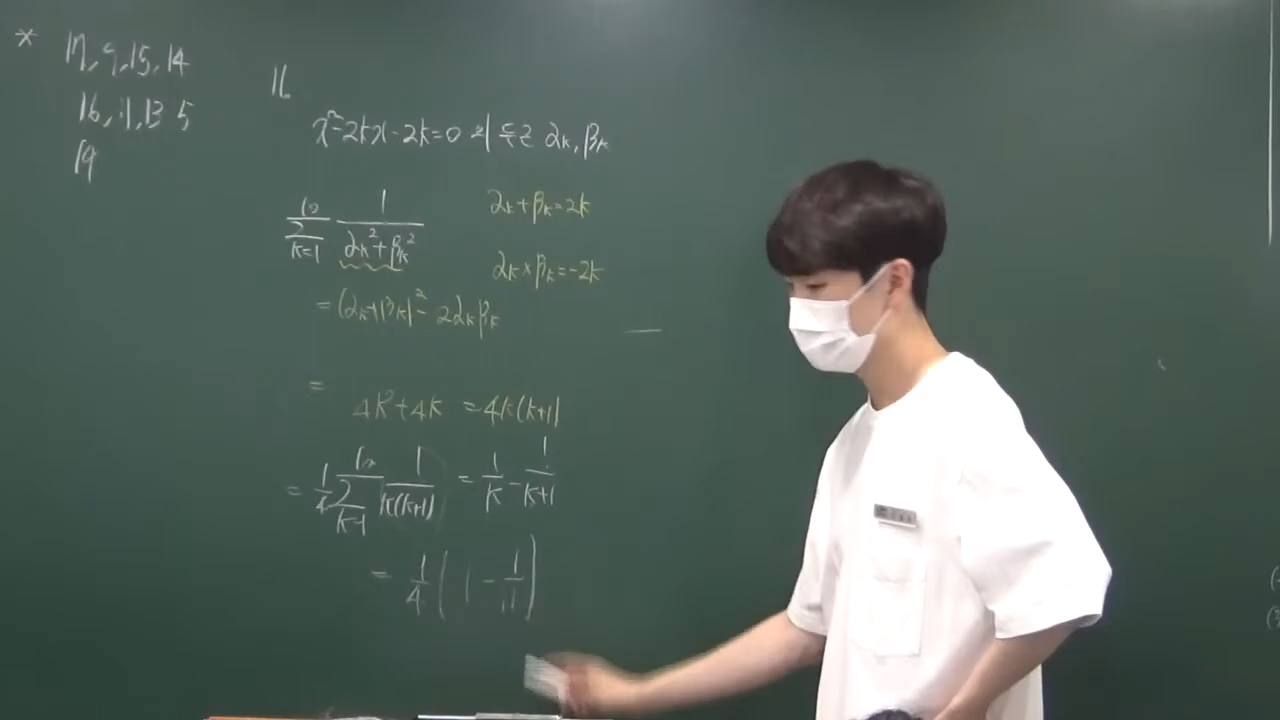 * 17, 9, 15, 14
16, 11, 13 5
19
16
x²-2kx-2k=0 의 두근 αₖ, βₖ
10 1
Σ αₖ²+βₖ²
k=1
αₖ+βₖ=2k
αₖ×βₖ=-2k
=(αₖ+βₖ)²-2αₖβₖ
=
4k²+4k =4k(k+1)
= 1/4 Σ 1/k(k+1) = 1/k - 1/k+1
10
k=1
= 1/4 (1 - 1/11)